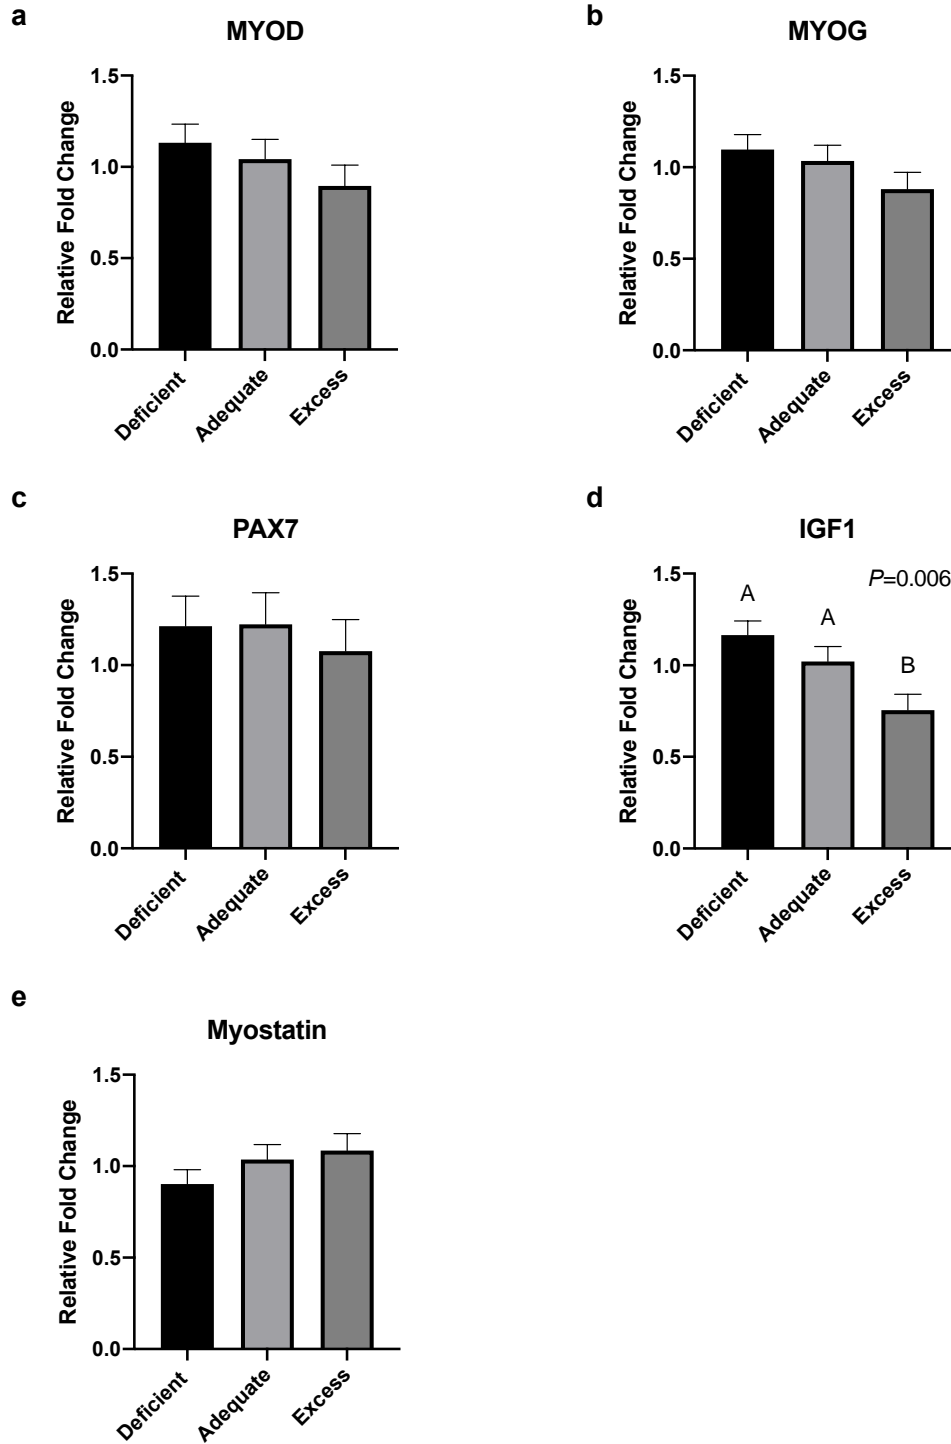 a
MYOD
Relative Fold Change
1.5
1.0
0.5
0.0
Deficient
Adequate
Excess
b
MYOG
Relative Fold Change
1.5
1.0
0.5
0.0
Deficient
Adequate
Excess
c
PAX7
Relative Fold Change
1.5
1.0
0.5
0.0
Deficient
Adequate
Excess
d
IGF1
Relative Fold Change
1.5
1.0
0.5
0.0
P=0.006
A
A
B
Deficient
Adequate
Excess
e
Myostatin
Relative Fold Change
1.5
1.0
0.5
0.0
Deficient
Adequate
Excess